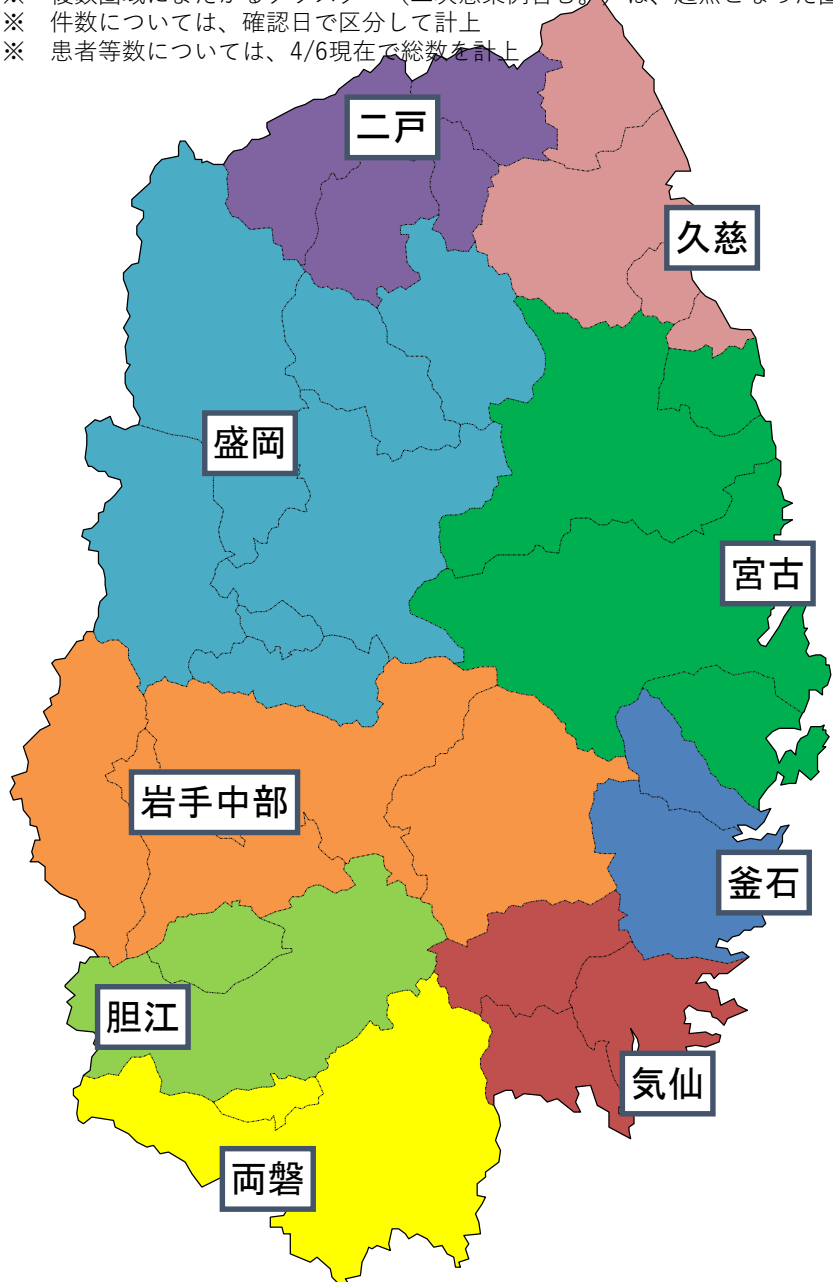 ※ 件数については、確認日で区分して計上
※ 患者等数については、4/6現在で総数を計上
二戸
久慈
盛岡
宮古
岩手中部
釜石
胆江
気仙
両磐